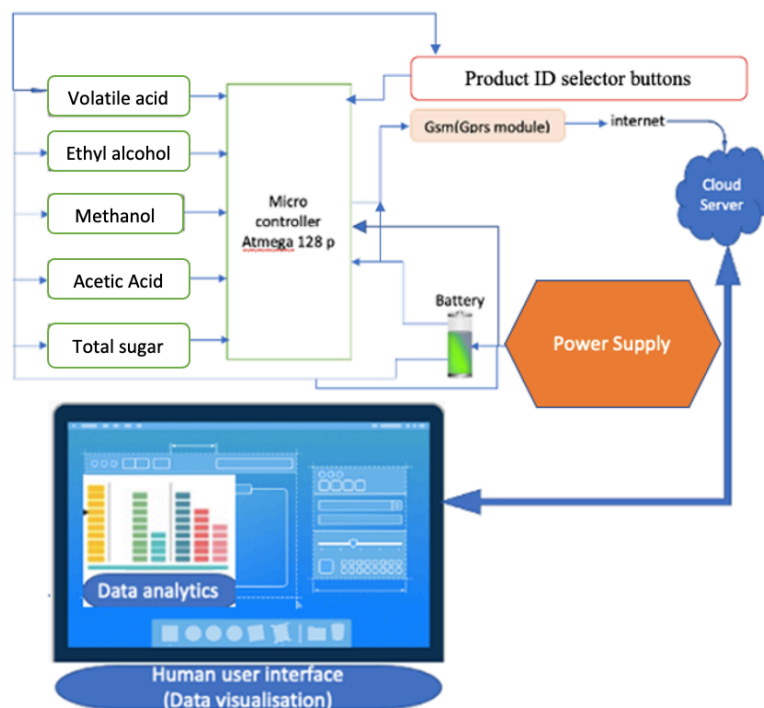 Product ID selector buttons
Volatile acid
Gsm(Gprs module)
internet
Ethyl alcohol
Cloud
Server
Micro
controller
Atmega 128 p
Methanol
Acetic Acid
Battery
Total sugar
Power Supply
Data analytics
Human user interface
(Data visualisation)